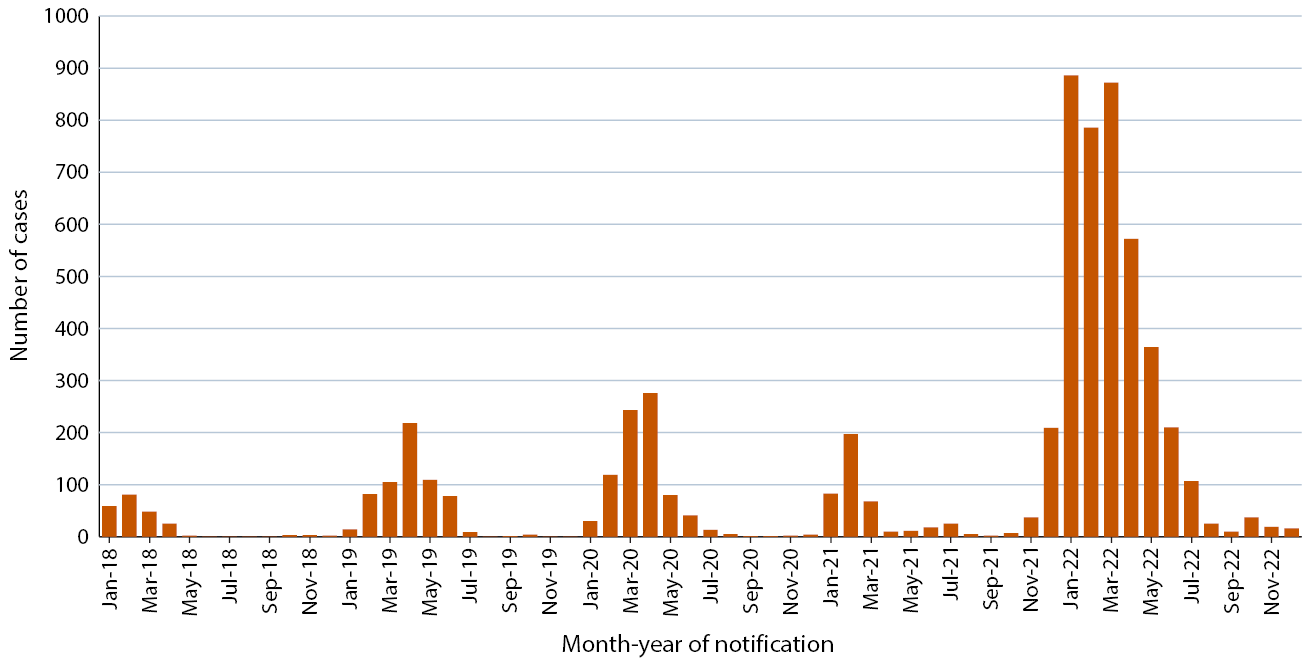 1000
900
800
700
600
500
400
300
200
100
0
Number of cases
Jan-18
Mar-18
May-18
Jul-18
Sep-18
Nov-18
Jan-19
Mar-19
May-19
Jul-19
Sep-19
Nov-19
Jan-20
Mar-20
May-20
Jul-20
Sep-20
Nov-20
Jan-21
Mar-21
May-21
Jul-21
Sep-21
Nov-21
Jan-22
Mar-22
May-22
Jul-22
Sep-22
Nov-22
Month-year of notification